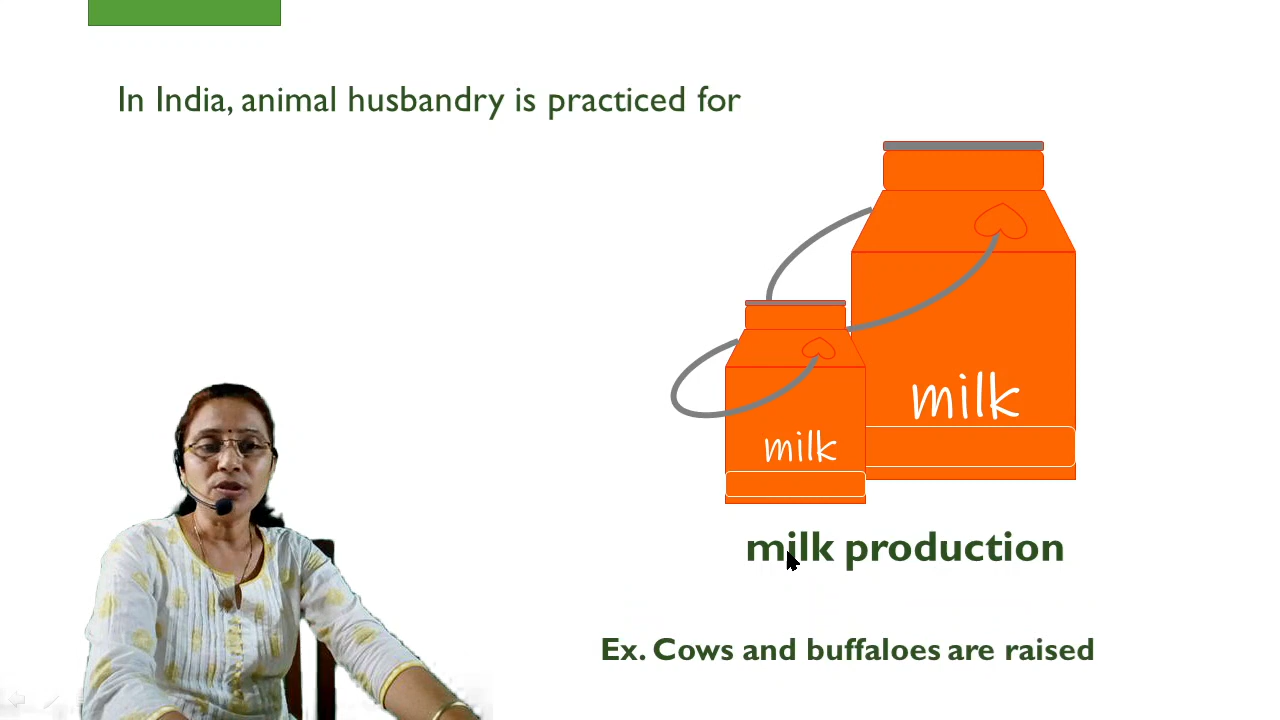 In India, animal husbandry is practiced for
milk
milk
milk production
Ex. Cows and buffaloes are raised